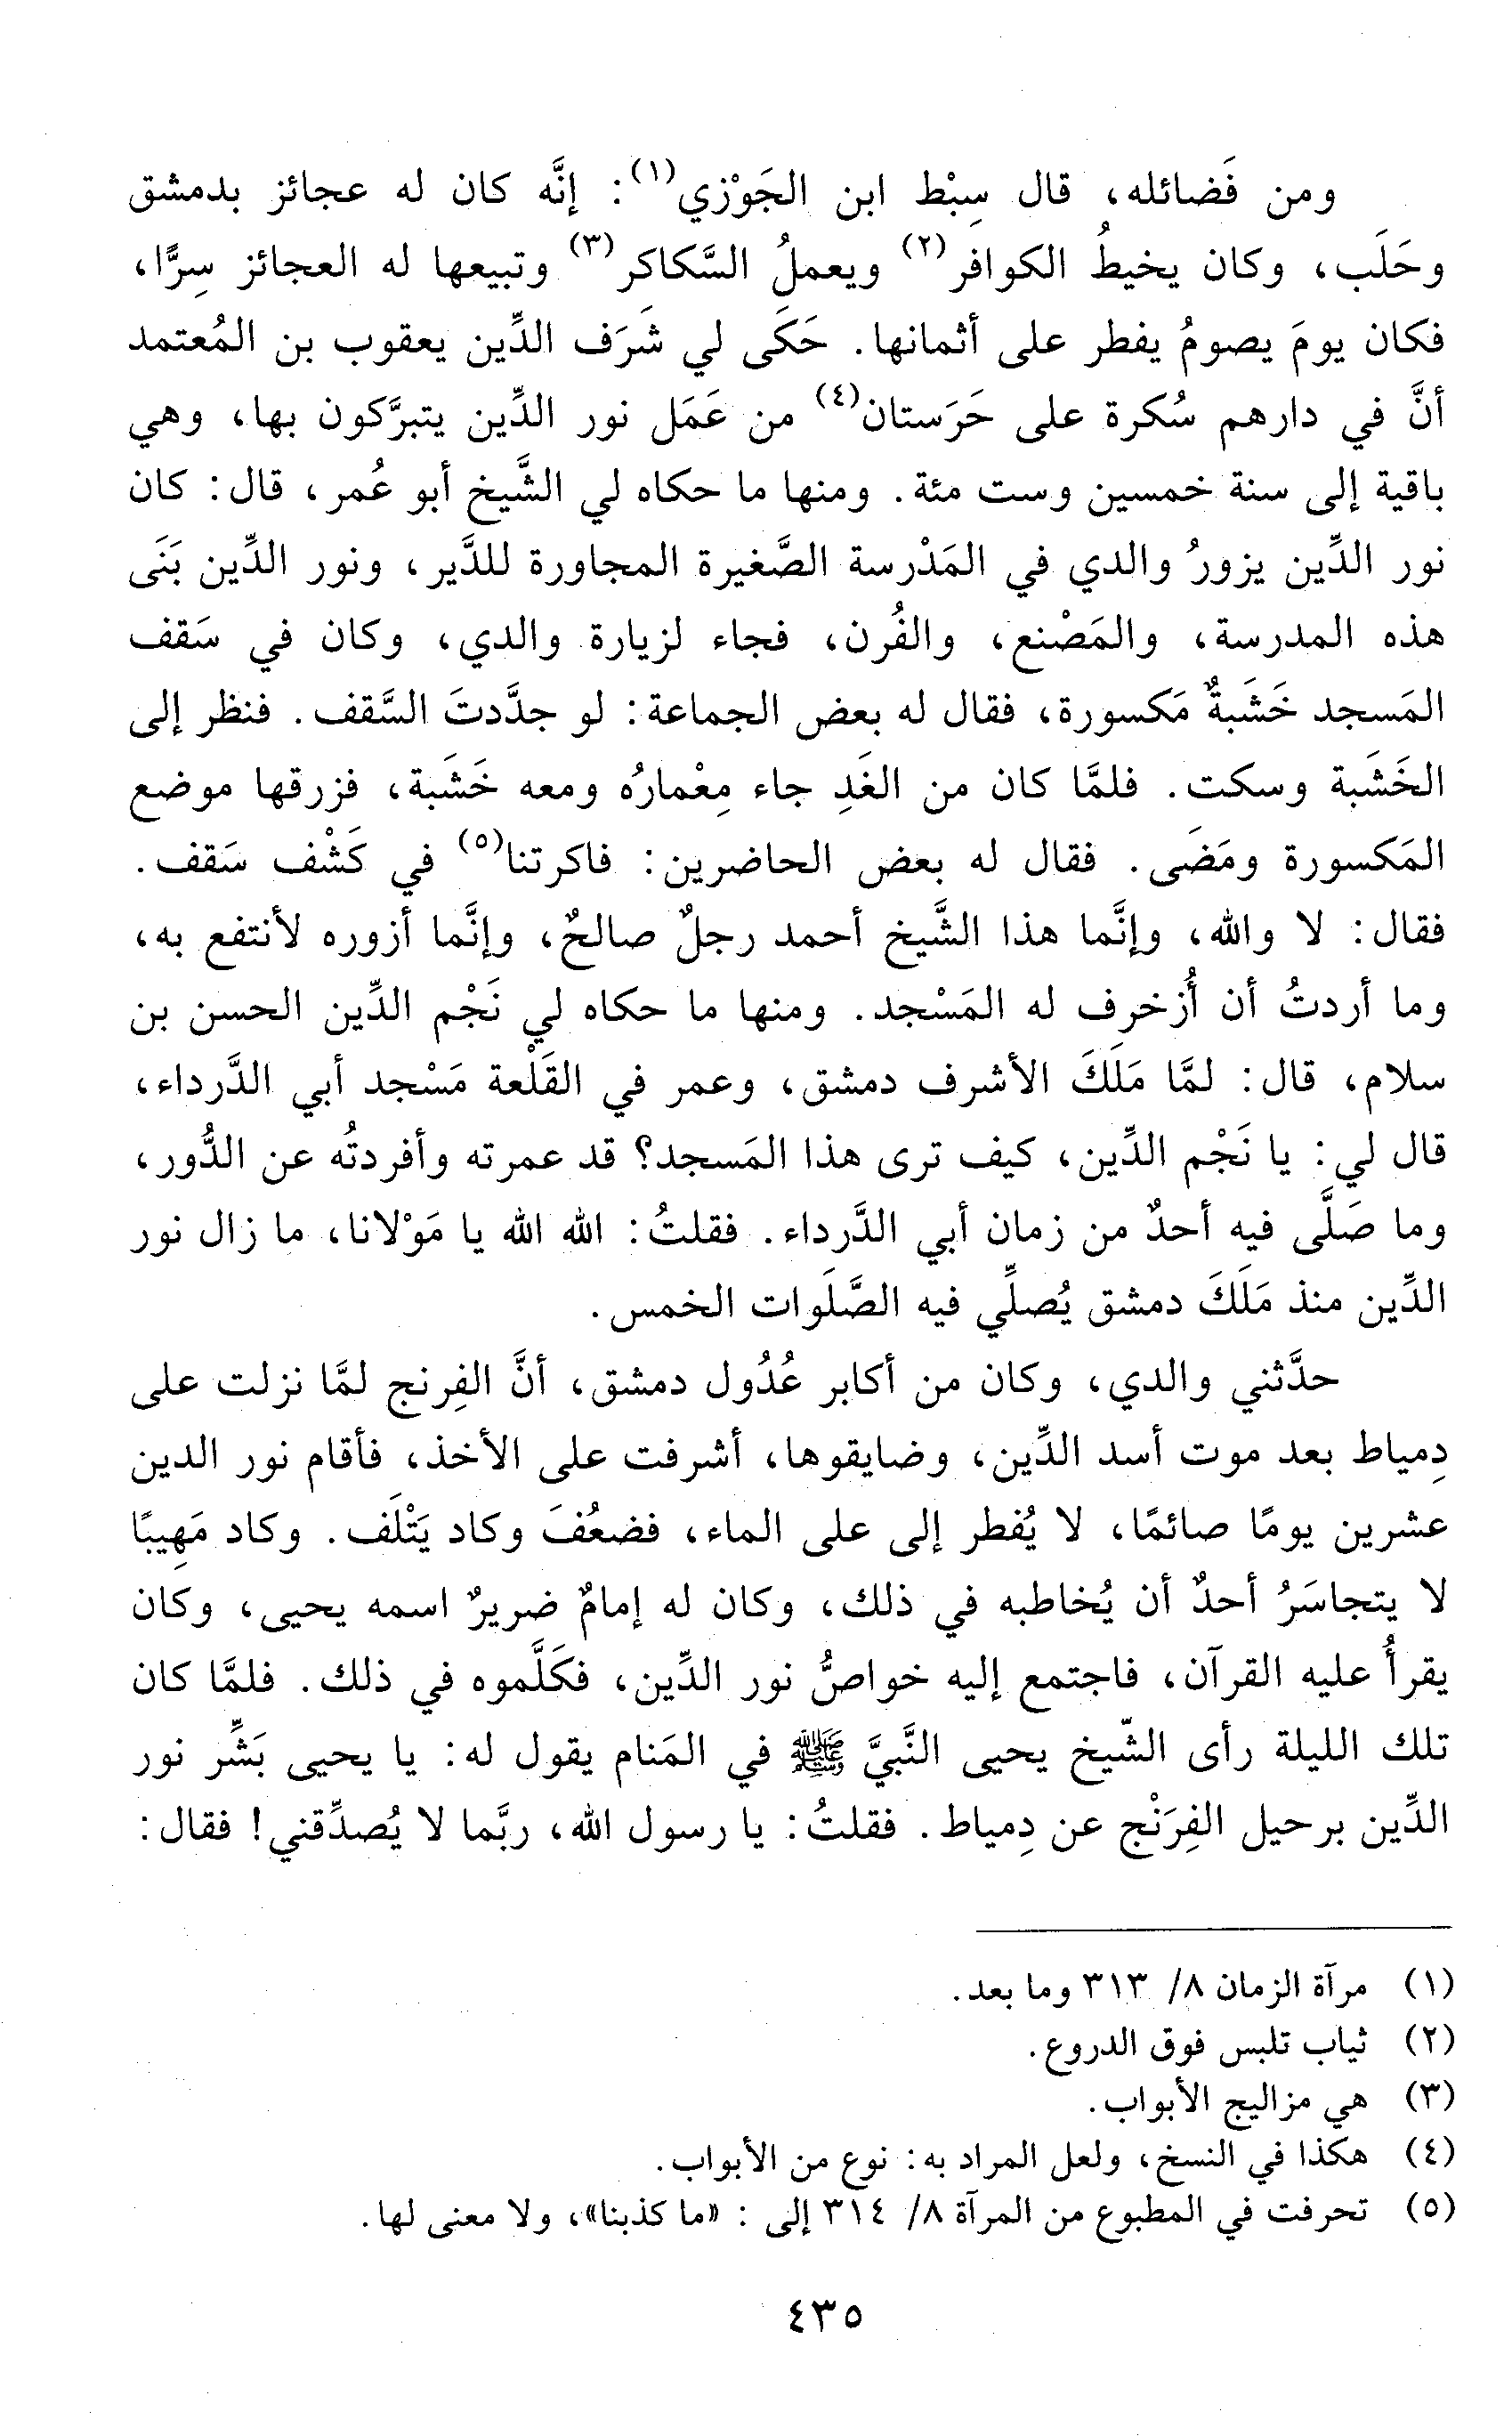 ومن فَضائله، قال سِبْط ابن الجَوْزي(١): إنَّه كان له عجائز بدمشق
وحَلَب، وكان يخيطُ الكوافر(٢) ويعملُ السَّكاكر(٣) وتبيعها له العجائز سِرًّا،
فكان يومَ يصومُ يفطر على أثمانها. حَكَى لي شَرَف الدِّين يعقوب بن المُعتمد
أنَّ في دارهم سُكرة على حَرَستان(٤) من عَمَل نور الدِّين يتبرَّكون بها، وهي
باقية إلى سنة خمسين وست مئة. ومنها ما حكاه لي الشَّيخ أبو عُمر، قال: كان
نور الدِّين يزورُ والدي في المَدْرسة الصَّغيرة المجاورة للدَّير، ونور الدِّين بَنَى
هذه المدرسة، والمَصْنع، والفُرن، فجاء لزيارة والدي، وكان في سَقف
المَسجد خَشَبةٌ مَكسورة، فقال له بعض الجماعة: لو جدَّدتَ السَّقف. فنظر إلى
الخَشَبة وسكت. فلمَّا كان من الغَدِ جاء مِعْمارُه ومعه خَشَبة، فزرقها موضع
المَكسورة ومَضَى. فقال له بعض الحاضرين: فاكرتنا(٥) في كَشْف سَقف.
فقال: لا والله، وإنَّما هذا الشَّيخ أحمد رجلٌ صالحٌ، وإنَّما أزوره لأنتفع به،
وما أردتُ أن أُزخرف له المَسْجد. ومنها ما حكاه لي نَجْم الدِّين الحسن بن
سلام، قال: لمَّا مَلَكَ الأشرف دمشق، وعمر في القَلْعة مَسْجد أبي الدَّرداء،
قال لي: يا نَجْم الدِّين، كيف ترى هذا المَسجد؟ قد عمرته وأفردتُه عن الدُّور،
وما صَلَّى فيه أحدٌ من زمان أبي الدَّرداء. فقلتُ: الله الله يا مَوْلانا، ما زال نور
الدِّين منذ مَلَكَ دمشق يُصلِّي فيه الصَّلَوات الخمس.
حدَّثني والدي، وكان من أكابر عُدُول دمشق، أنَّ الفِرنج لمَّا نزلت على
دِمياط بعد موت أسد الدِّين، وضايقوها، أشرفت على الأخذ، فأقام نور الدين
عشرين يومًا صائمًا، لا يُفطر إلى على الماء، فضعُفَ وكاد يَتْلَف. وكاد مَهِيبًا
لا يتجاسَرُ أحدٌ أن يُخاطبه في ذلك، وكان له إمامٌ ضريرٌ اسمه يحيى، وكان
يقرأُ عليه القرآن، فاجتمع إليه خواصُّ نور الدِّين، فكَلَّموه في ذلك. فلمَّا كان
تلك الليلة رأى الشّيخ يحيى النَّبيَّ ﷺ في المَنام يقول له: يا يحيى بَشِّر نور
الدِّين برحيل الفِرَنْج عن دِمياط. فقلتُ: يا رسول الله، ربَّما لا يُصدِّقني! فقال:
(١) مرآة الزمان ٨/ ٣١٣ وما بعد.
(٢) ثياب تلبس فوق الدروع.
(٣) هي مزاليج الأبواب.
(٤) هكذا في النسخ، ولعل المراد به: نوع من الأبواب.
(٥) تحرفت في المطبوع من المرآة ٨/ ٣١٤ إلى: «ما كذبنا»، ولا معنى لها.
٤٣٥